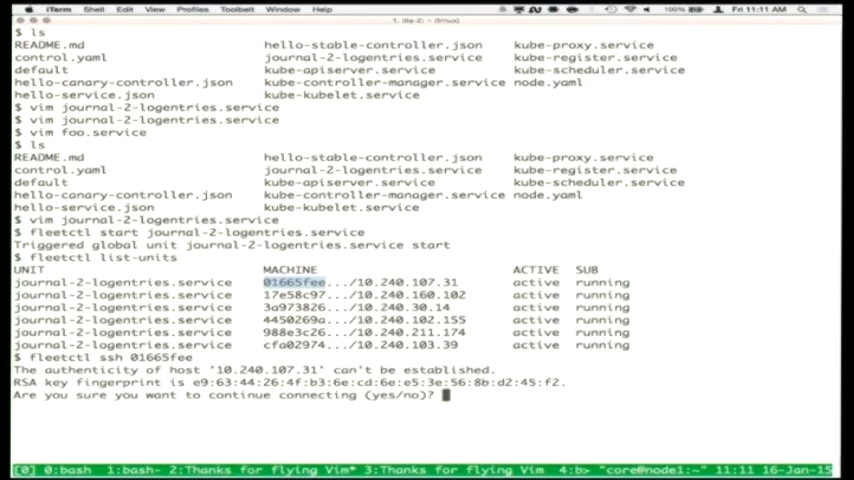 iTerm Shell Edit View Profiles Toolbelt Window Help 100% Fri 11:11 AM
1. lila-2: ~ (tmux)
$ ls
README.md hello-stable-controller.json kube-proxy.service
control.yaml journal-2-logentries.service kube-register.service
default kube-apiserver.service kube-scheduler.service
hello-canary-controller.json kube-controller-manager.service node.yaml
hello-service.json kube-kubelet.service
$ vim journal-2-logentries.service
$ vim journal-2-logentries.service
$ vim foo.service
$ ls
README.md hello-stable-controller.json kube-proxy.service
control.yaml journal-2-logentries.service kube-register.service
default kube-apiserver.service kube-scheduler.service
hello-canary-controller.json kube-controller-manager.service node.yaml
hello-service.json kube-kubelet.service
$ vim journal-2-logentries.service
$ fleetctl start journal-2-logentries.service
Triggered global unit journal-2-logentries.service start
$ fleetctl list-units
UNIT MACHINE ACTIVE SUB
journal-2-logentries.service 01665fee.../10.240.107.31 active running
journal-2-logentries.service 17e58c97.../10.240.160.102 active running
journal-2-logentries.service 3a973826.../10.240.30.14 active running
journal-2-logentries.service 4450269a.../10.240.102.155 active running
journal-2-logentries.service 988e3c26.../10.240.211.174 active running
journal-2-logentries.service cfa02974.../10.240.103.39 active running
$ fleetctl ssh 01665fee
The authenticity of host '10.240.107.31' can't be established.
RSA key fingerprint is e9:63:44:26:4f:b3:6e:cd:6e:e5:3e:56:8b:d2:45:f2.
Are you sure you want to continue connecting (yes/no)?
[0] 0:bash 1:bash- 2:Thanks for flying Vim* 3:Thanks for flying Vim 4:b> "core@node1:~" 11:11 16-Jan-15